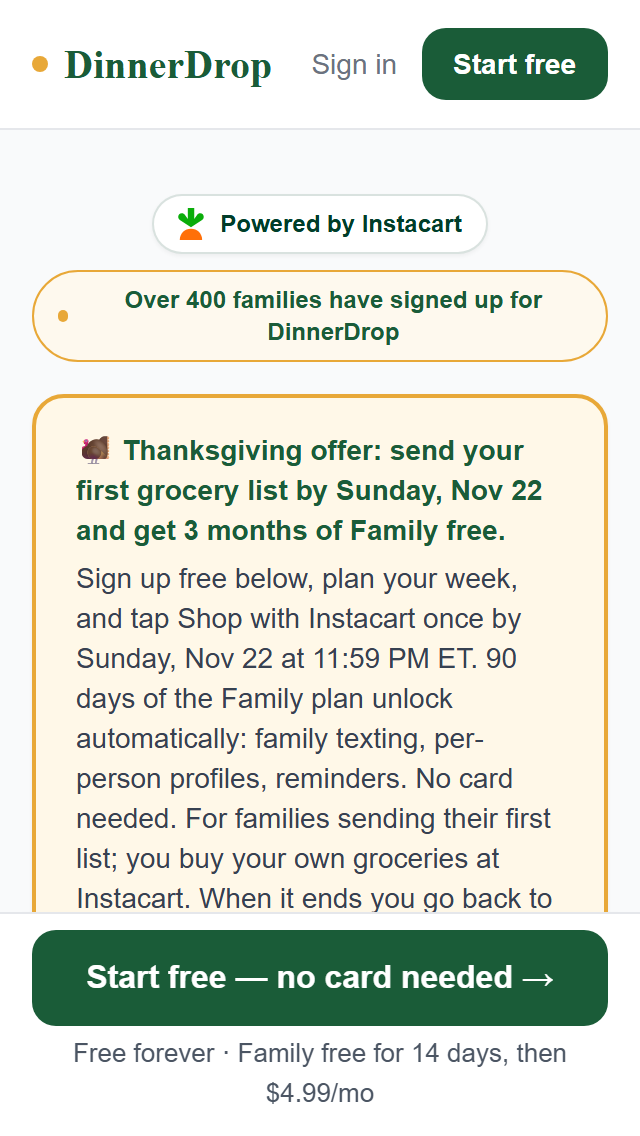 DinnerDrop
Sign in
Start free
Powered by Instacart
Over 400 families have signed up for
DinnerDrop
Thanksgiving offer: send your
first grocery list by Sunday, Nov 22
and get 3 months of Family free.
Sign up free below, plan your week,
and tap Shop with Instacart once by
Sunday, Nov 22 at 11:59 PM ET. 90
days of the Family plan unlock
automatically: family texting, per-
person profiles, reminders. No card
needed. For families sending their first
list; you buy your own groceries at
Instacart. When it ends you go back to
Start free — no card needed →
Free forever · Family free for 14 days, then
$4.99/mo